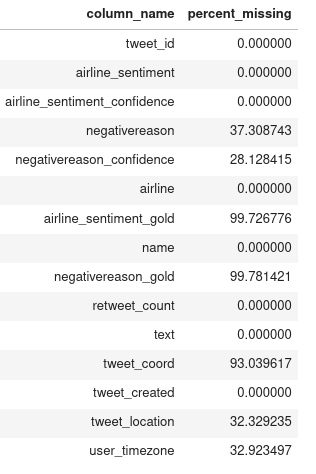 column_name percent_missing
tweet_id 0.000000
airline_sentiment 0.000000
airline_sentiment_confidence 0.000000
negativereason 37.308743
negativereason_confidence 28.128415
airline 0.000000
airline_sentiment_gold 99.726776
name 0.000000
negativereason_gold 99.781421
retweet_count 0.000000
text 0.000000
tweet_coord 93.039617
tweet_created 0.000000
tweet_location 32.329235
user_timezone 32.923497